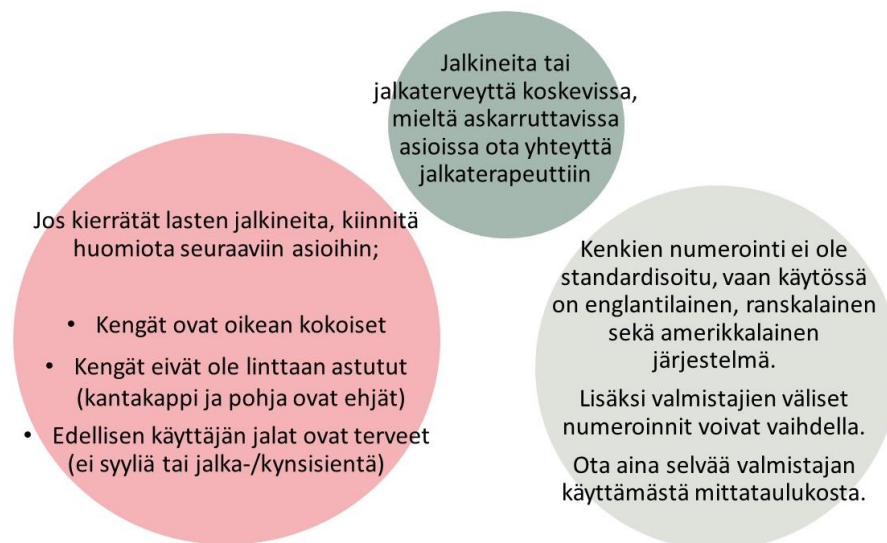 Jalkineita tai
jalkaterveyttä koskevissa,
mieltä askarruttavissa
asioissa ota yhteyttä
jalkaterapeuttiin
Jos kierrätät lasten jalkineita, kiinnitä
huomiota seuraaviin asioihin;
• Kengät ovat oikean kokoiset
• Kengät eivät ole linttaan astutut
(kantakappi ja pohja ovat ehjät)
• Edellisen käyttäjän jalat ovat terveet
(ei syyliä tai jalka-/kynsisientä)
Kenkien numerointi ei ole
standardisoitu, vaan käytössä
on englantilainen, ranskalainen
sekä amerikkalainen
järjestelmä.
Lisäksi valmistajien väliset
numeroinnit voivat vaihdella.
Ota aina selvää valmistajan
käyttämästä mittataulukosta.